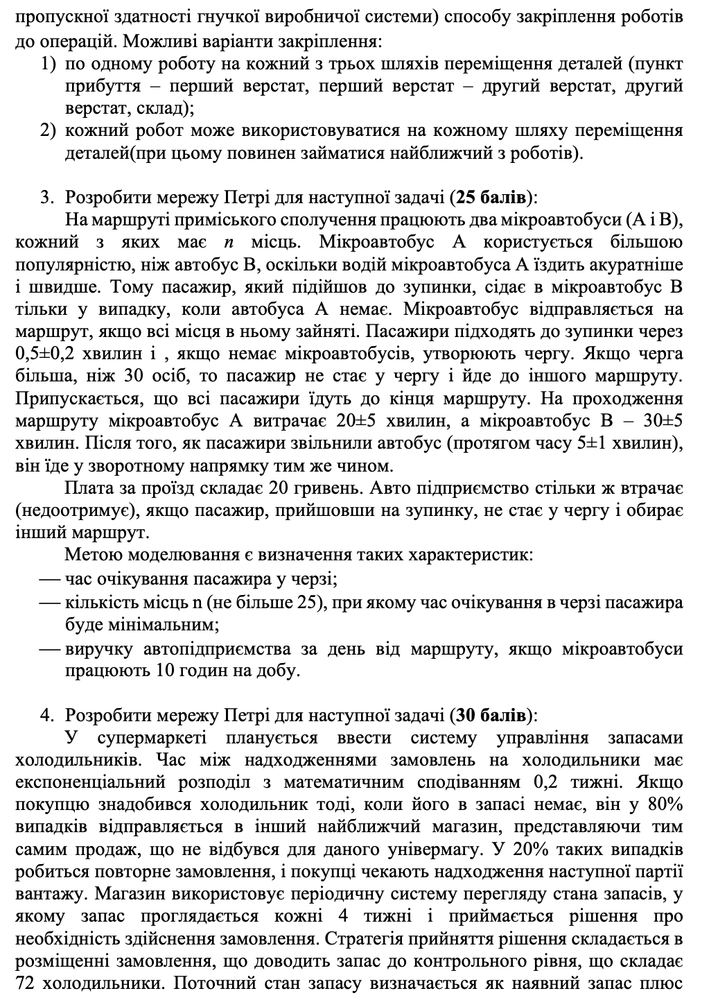 пропускної здатності гнучкої виробничої системи) способу закріплення роботів
до операцій. Можливі варіанти закріплення:
1) по одному роботу на кожний з трьох шляхів переміщення деталей (пункт
прибуття – перший верстат, перший верстат – другий верстат, другий
верстат, склад);
2) кожний робот може використовуватися на кожному шляху переміщення
деталей(при цьому повинен займатися найближчий з роботів).
3. Розробити мережу Петрі для наступної задачі (25 балів):
На маршруті приміського сполучення працюють два мікроавтобуси (А і В),
кожний з яких має n місць. Мікроавтобус А користується більшою
популярністю, ніж автобус В, оскільки водій мікроавтобуса А їздить акуратніше
і швидше. Тому пасажир, який підійшов до зупинки, сідає в мікроавтобус В
тільки у випадку, коли автобуса А немає. Мікроавтобус відправляється на
маршрут, якщо всі місця в ньому зайняті. Пасажири підходять до зупинки через
0,5±0,2 хвилин і , якщо немає мікроавтобусів, утворюють чергу. Якщо черга
більша, ніж 30 осіб, то пасажир не стає у чергу і йде до іншого маршруту.
Припускається, що всі пасажири їдуть до кінця маршруту. На проходження
маршруту мікроавтобус А витрачає 20±5 хвилин, а мікроавтобус В – 30±5
хвилин. Після того, як пасажири звільнили автобус (протягом часу 5±1 хвилин),
він їде у зворотному напрямку тим же чином.
Плата за проїзд складає 20 гривень. Авто підприємство стільки ж втрачає
(недоотримує), якщо пасажир, прийшовши на зупинку, не стає у чергу і обирає
інший маршрут.
Метою моделювання є визначення таких характеристик:
— час очікування пасажира у черзі;
— кількість місць n (не більше 25), при якому час очікування в черзі пасажира
буде мінімальним;
— виручку автопідприємства за день від маршруту, якщо мікроавтобуси
працюють 10 годин на добу.
4. Розробити мережу Петрі для наступної задачі (30 балів):
У супермаркеті планується ввести систему управління запасами
холодильників. Час між надходженнями замовлень на холодильники має
експоненціальний розподіл з математичним сподіванням 0,2 тижні. Якщо
покупцю знадобився холодильник тоді, коли його в запасі немає, він у 80%
випадків відправляється в інший найближчий магазин, представляючи тим
самим продаж, що не відбувся для даного універмагу. У 20% таких випадків
робиться повторне замовлення, і покупці чекають надходження наступної партії
вантажу. Магазин використовує періодичну систему перегляду стана запасів, у
якому запас проглядається кожні 4 тижні і приймається рішення про
необхідність здійснення замовлення. Стратегія прийняття рішення складається в
розміщенні замовлення, що доводить запас до контрольного рівня, що складає
72 холодильники. Поточний стан запасу визначається як наявний запас плюс